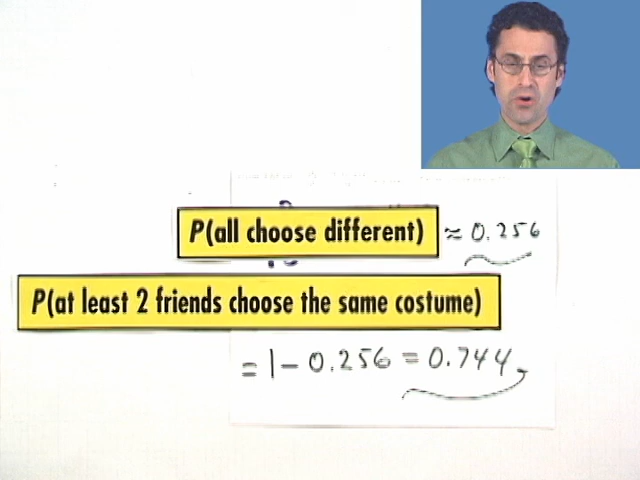 P(all choose different) ≈ 0.256
P(at least 2 friends choose the same costume)
= 1 - 0.256 = 0.744